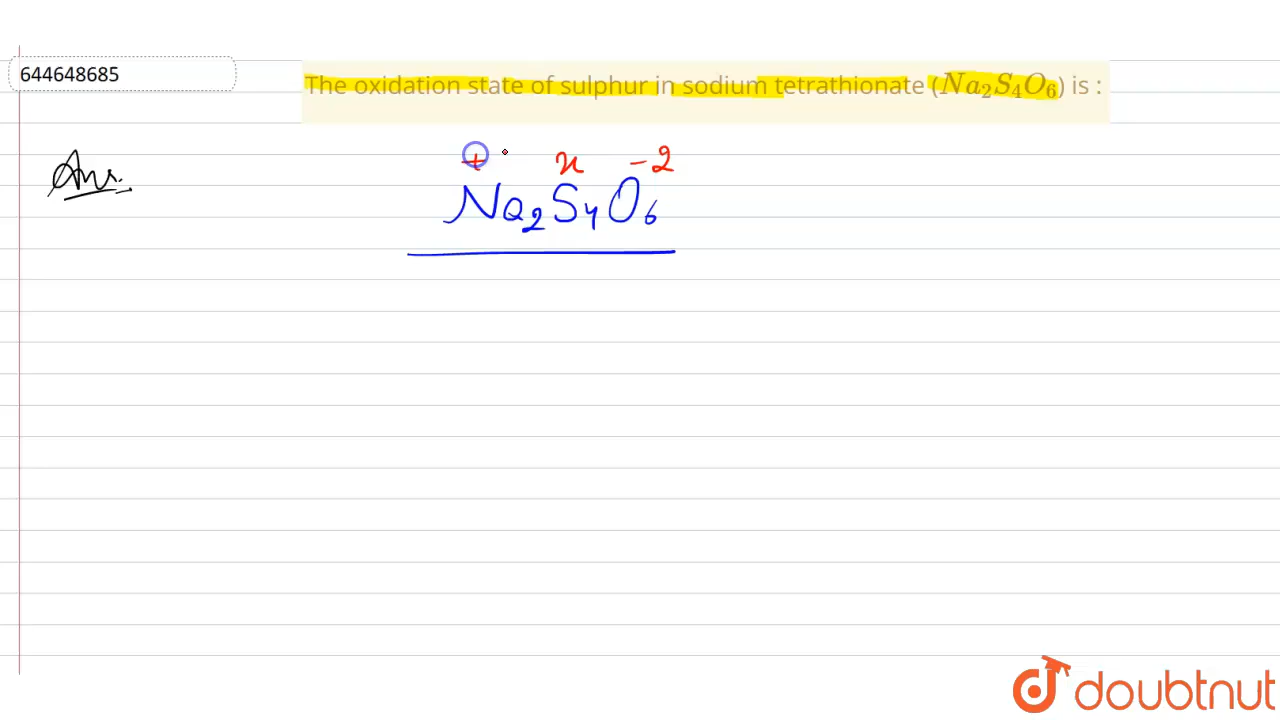 644648685
The oxidation state of sulphur in sodium tetrathionate (Na₂S₄O₆) is :
Ans.
+ x -2
Na₂S₄O₆
doubtnut